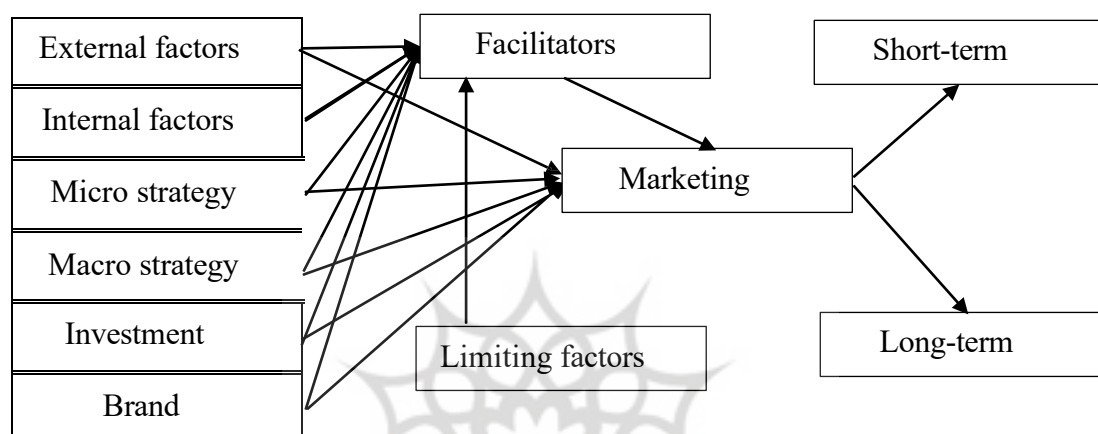 External factors
Internal factors
Micro strategy
Macro strategy
Investment
Brand
Facilitators
Limiting factors
Marketing
Short-term
Long-term